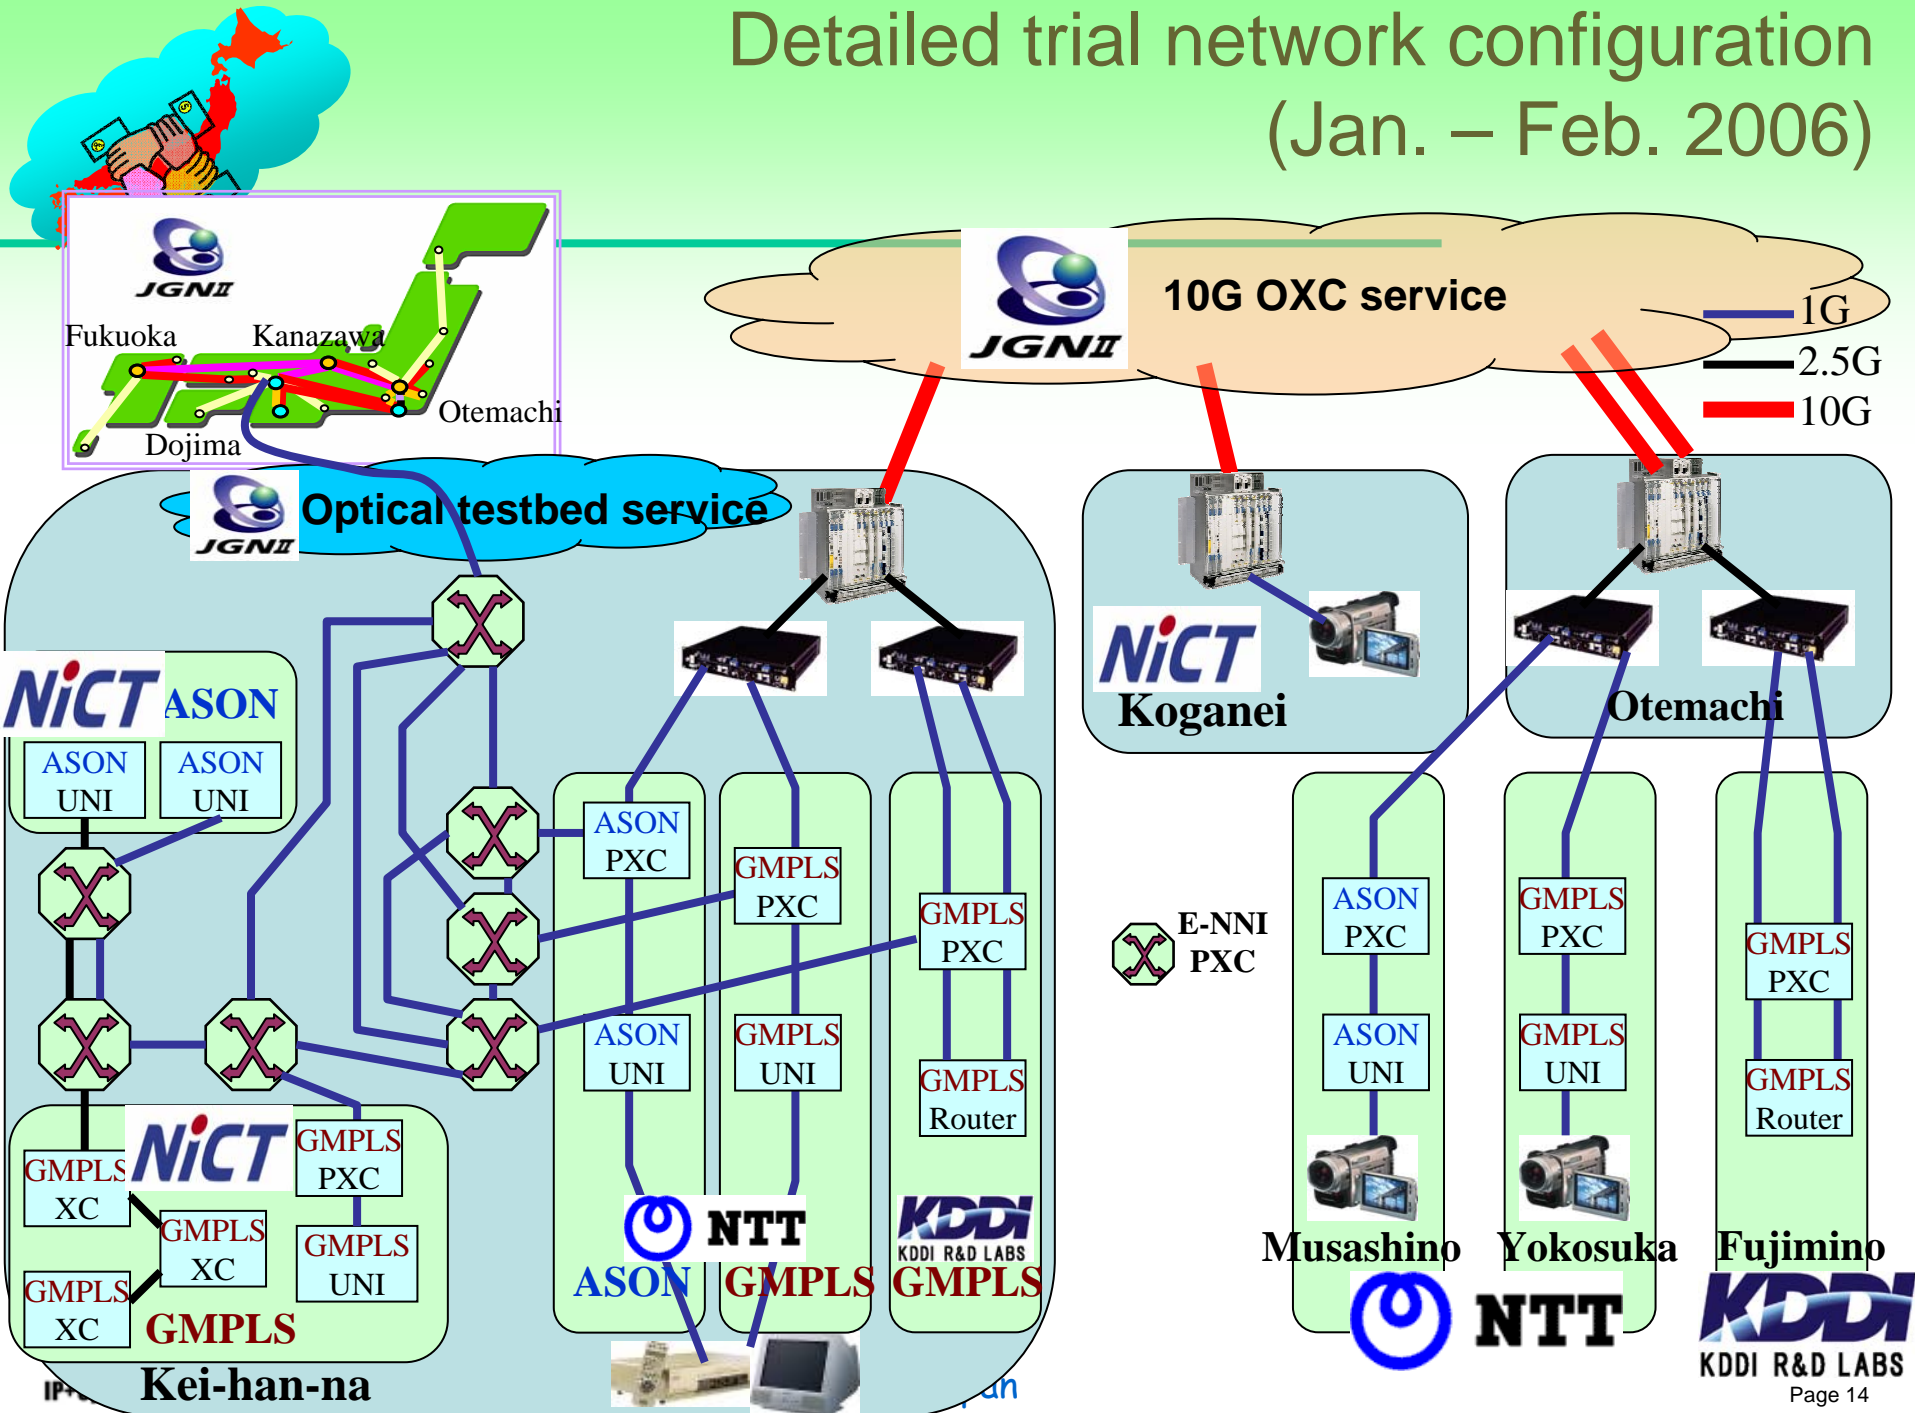 Detailed trial network configuration
(Jan. – Feb. 2006)
JGNII
Fukuoka
Kanazawa
Otemachi
Dojima
JGNII
10G OXC service
1G
2.5G
10G
JGNII
Optical testbed service
NiCT
ASON
ASON
UNI
ASON
UNI
NiCT
Koganei
Otemachi
ASON
PXC
GMPLS
PXC
GMPLS
PXC
ASON
UNI
GMPLS
UNI
GMPLS
Router
E-NNI
PXC
ASON
PXC
GMPLS
PXC
GMPLS
PXC
ASON
UNI
GMPLS
UNI
GMPLS
Router
NiCT
GMPLS
XC
GMPLS
XC
GMPLS
XC
GMPLS
PXC
GMPLS
UNI
GMPLS
Kei-han-na
NTT
KDDI
KDDI R&D LABS
ASON
GMPLS
GMPLS
Musashino
Yokosuka
Fujimino
NTT
KDDI
KDDI R&D LABS
Page 14